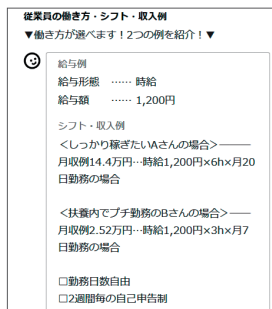 従業員の働き方・シフト・収入例
▼働き方が選べます！2つの例を紹介！▼
給与例
給与形態 …… 時給
給与額 …… 1,200円
シフト・収入例
＜しっかり稼ぎたいAさんの場合＞――
月収例14.4万円…時給1,200円×6h×月20
日勤務の場合
＜扶養内でプチ勤務のBさんの場合＞――
月収例2.52万円…時給1,200円×3h×月7
日勤務の場合
□勤務日数自由
□2週間毎の自己申告制